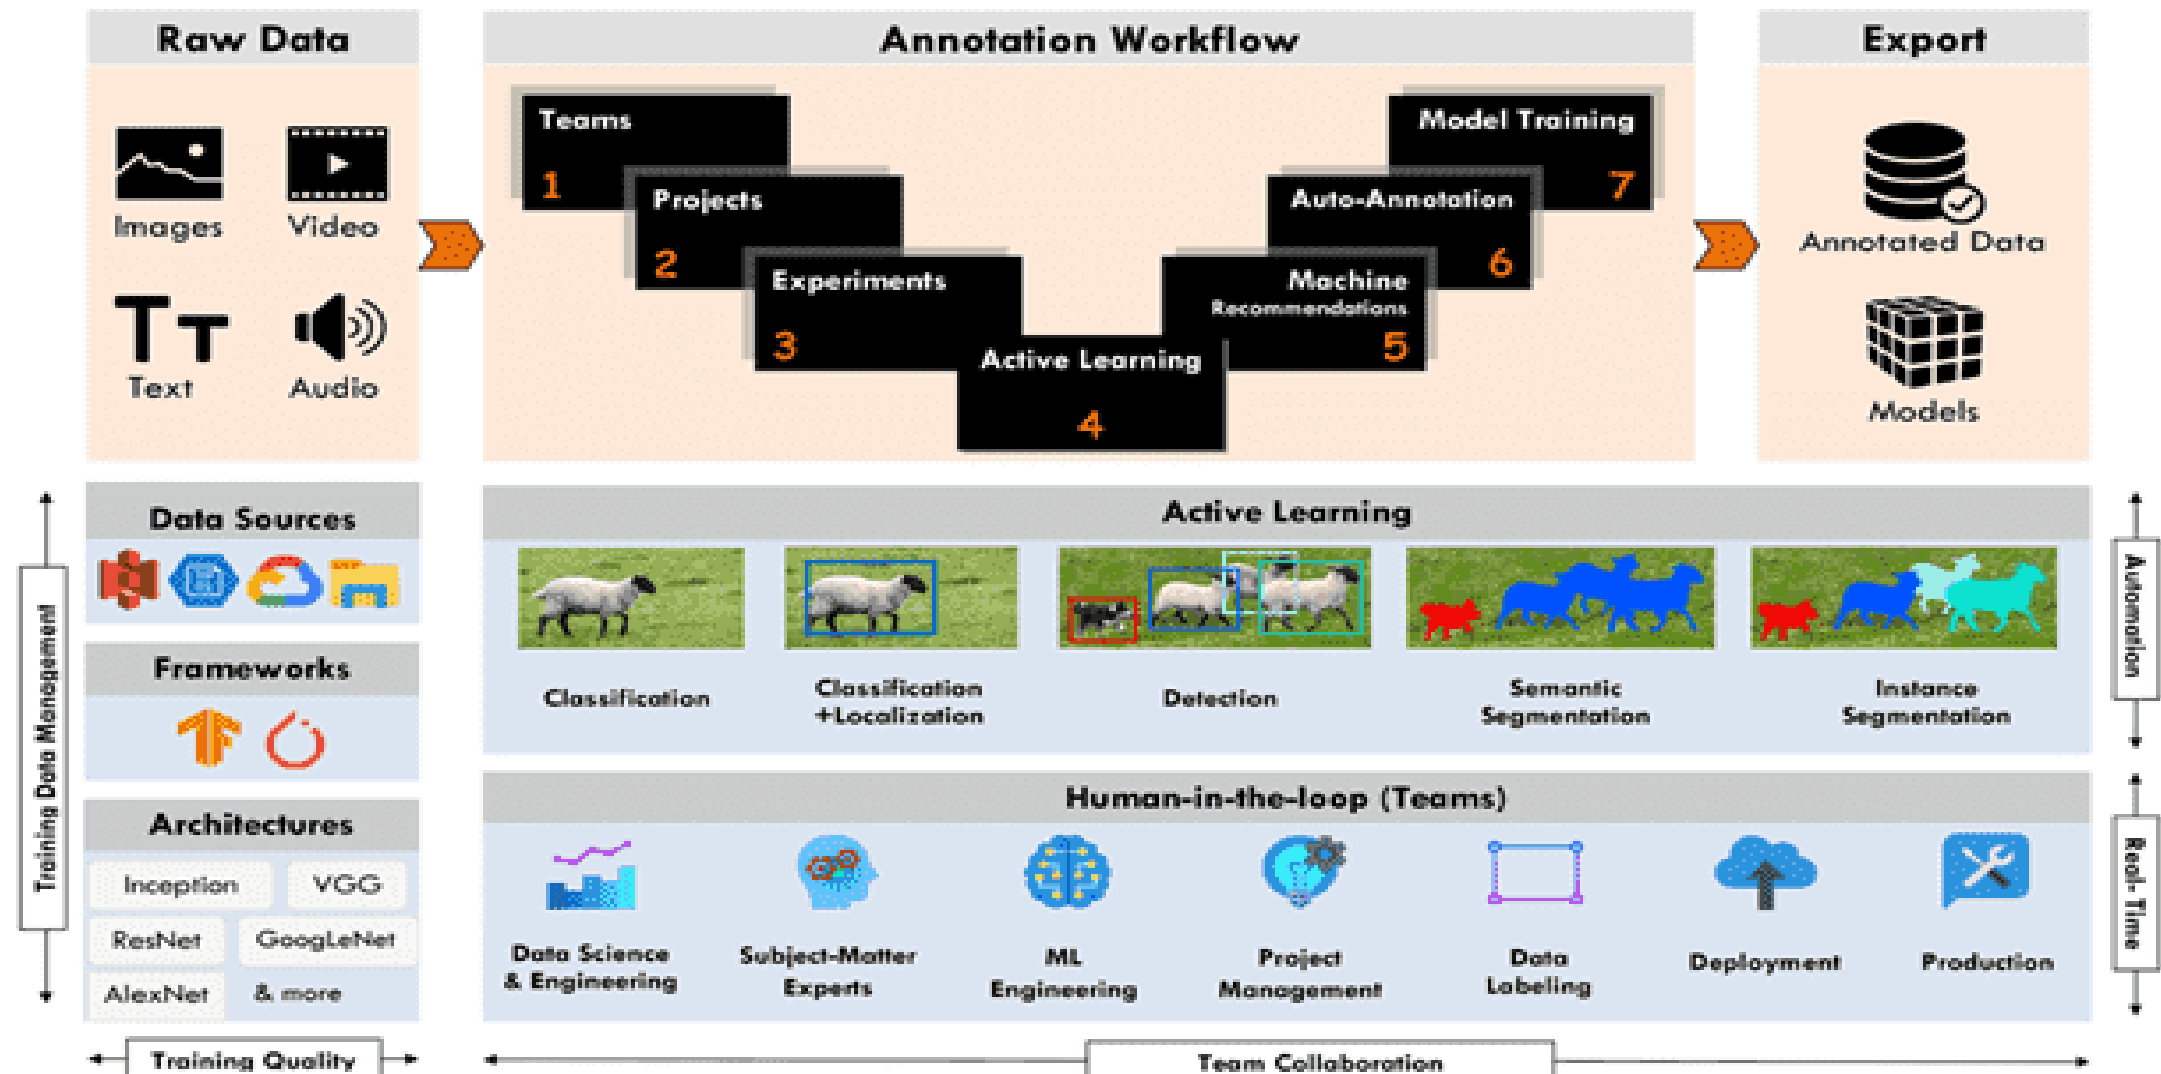 Raw Data
Images
Video
Text
Audio
Annotation Workflow
Teams
1
Projects
2
Experiments
3
Active Learning
4
Machine
Recommendations
5
Auto-Annotation
6
Model Training
7
Export
Annotated Data
Models
Training Data Management
Data Sources
Frameworks
Architectures
Inception
VGG
ResNet
GoogLeNet
AlexNet
& more
Training Quality
Active Learning
Classification
Classification
+Localization
Detection
Semantic
Segmentation
Instance
Segmentation
Automation
Human-in-the-loop (Teams)
Data Science
& Engineering
Subject-Matter
Experts
ML
Engineering
Project
Management
Data
Labeling
Deployment
Production
Real- Time
Team Collaboration